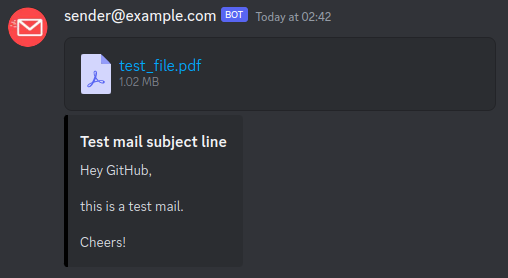 sender@example.com BOT Today at 02:42
test_file.pdf
1.02 MB
Test mail subject line
Hey GitHub,
this is a test mail.
Cheers!